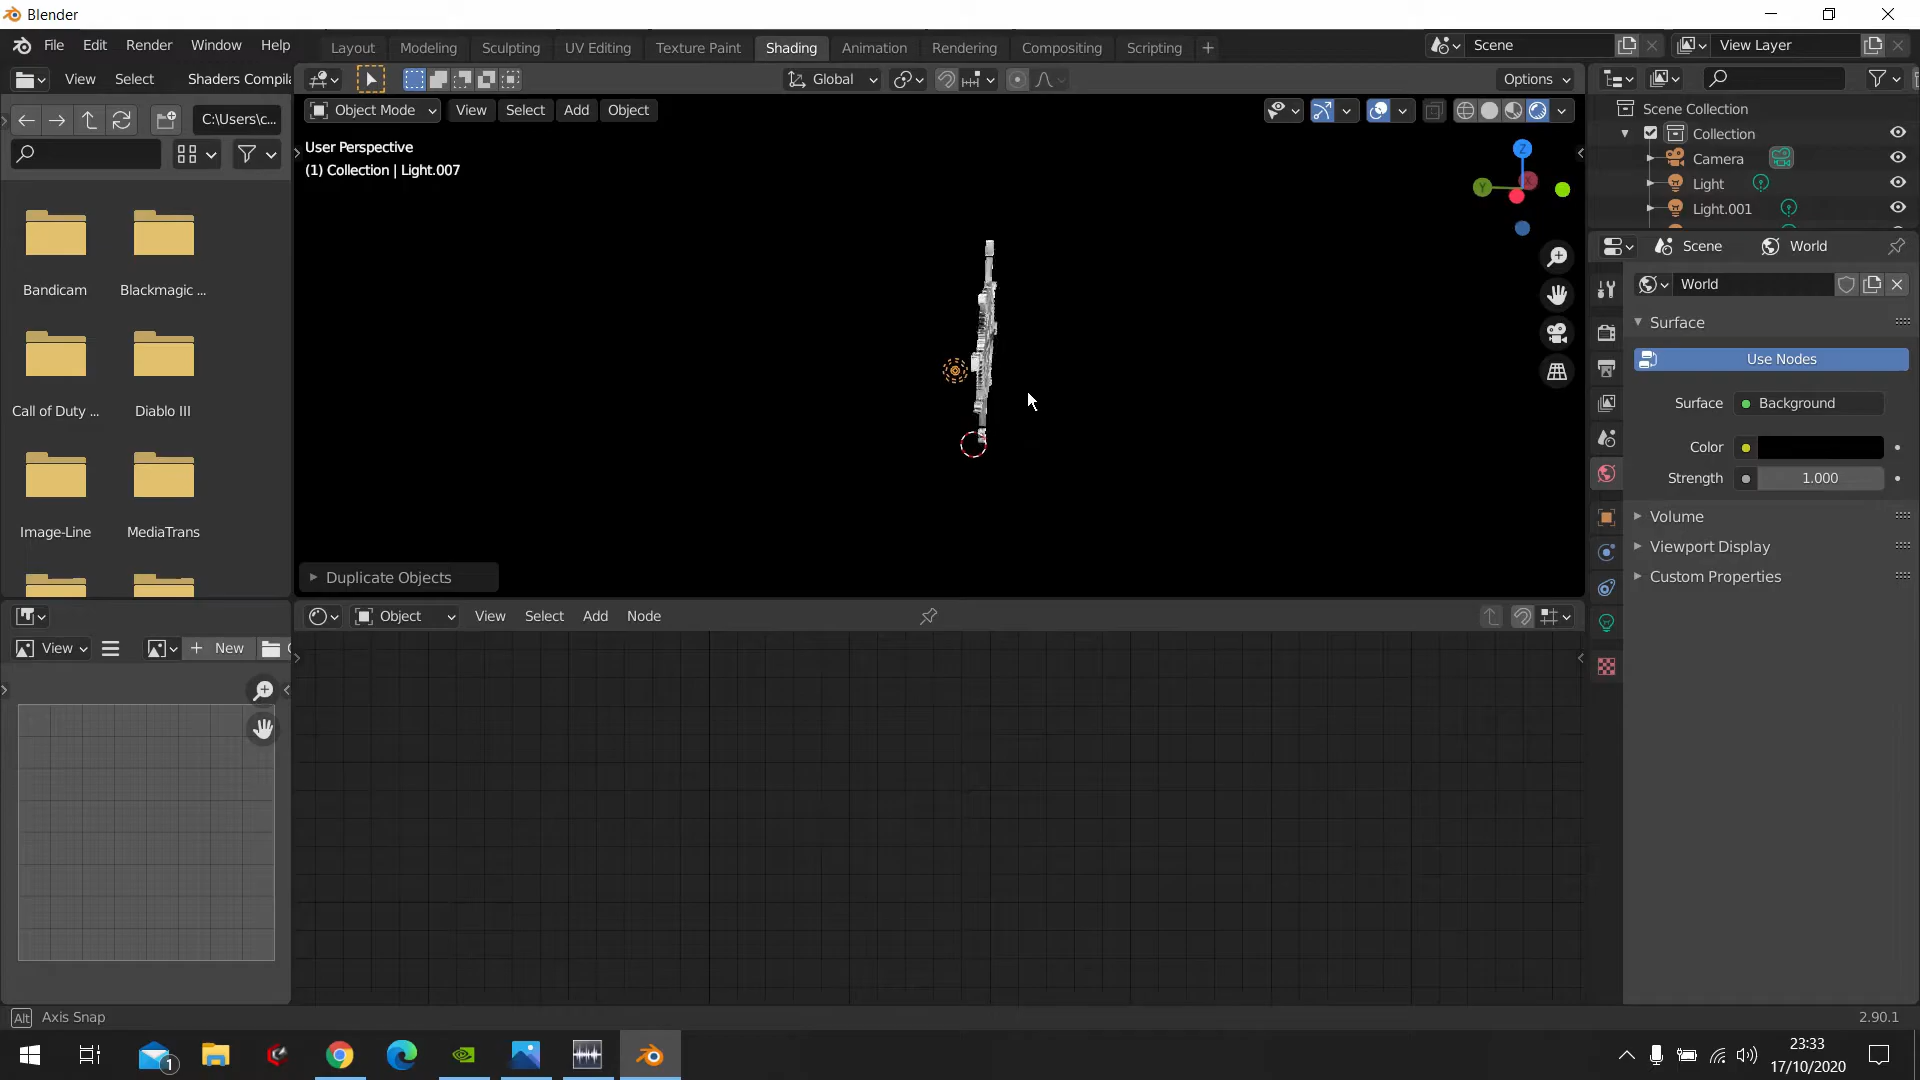 Blender
File Edit Render Window Help
Layout Modeling Sculpting UV Editing Texture Paint Shading Animation Rendering Compositing Scripting +
Scene
View Layer
View Select Shaders Compila
Global
Options
C:\Users\c...
Object Mode View Select Add Object
User Perspective
(1) Collection | Light.007
Z
Y
X
Scene Collection
Collection
Camera
Light
Light.001
Scene World
World
Surface
Use Nodes
Surface Background
Color
Strength 1.000
Volume
Viewport Display
Custom Properties
Bandicam Blackmagic ...
Call of Duty ... Diablo III
Image-Line MediaTrans
Duplicate Objects
Object View Select Add Node
View + New
Alt Axis Snap
2.90.1
1
23:33
17/10/2020